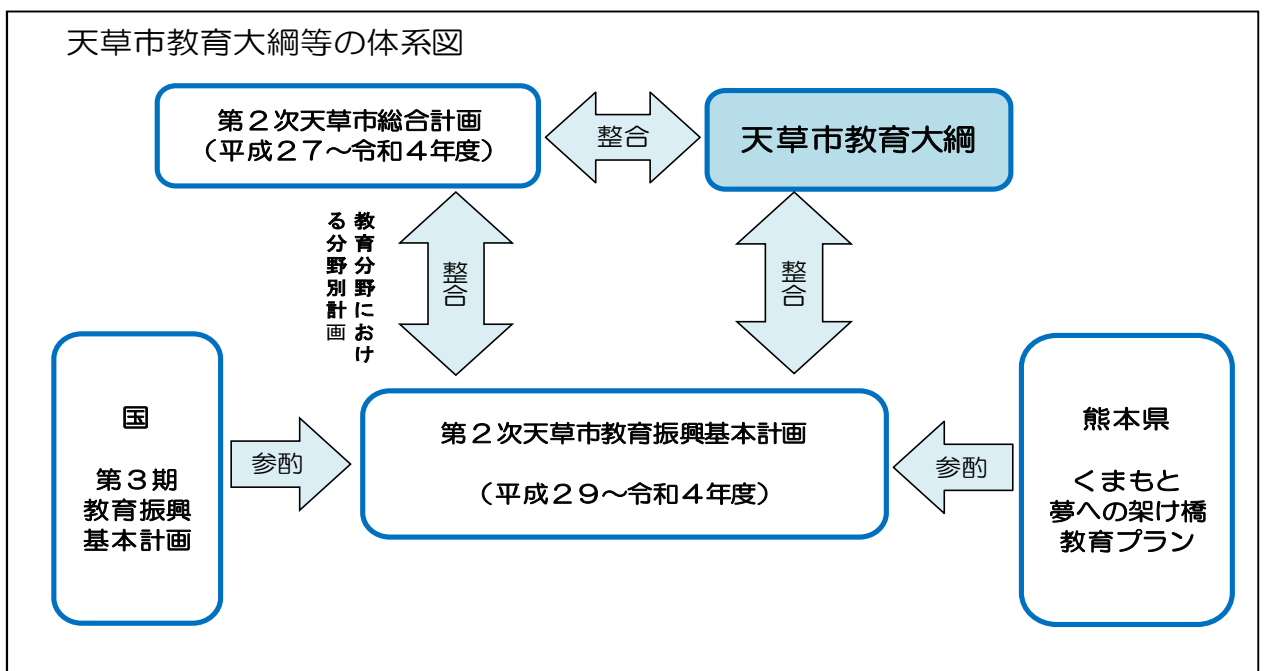 天草市教育大綱等の体系図
第２次天草市総合計画
（平成２７～令和４年度）
整合
天草市教育大綱
教育分野におけ
る分野別計画
整合
整合
国
第３期
教育振興
基本計画
参酌
第２次天草市教育振興基本計画
（平成２９～令和４年度）
参酌
熊本県
くまもと
夢への架け橋
教育プラン